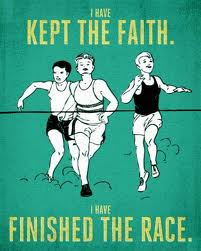 I HAVE
KEPT THE FAITH.
I HAVE
FINISHED THE RACE.